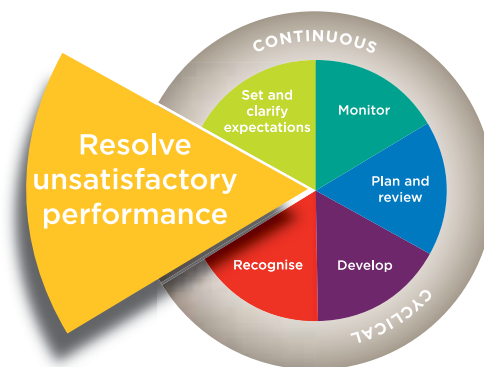 CONTINUOUS
Set and
clarify
expectations
Monitor
Resolve
unsatisfactory
performance
Plan and
review
Recognise
Develop
CYCLICAL